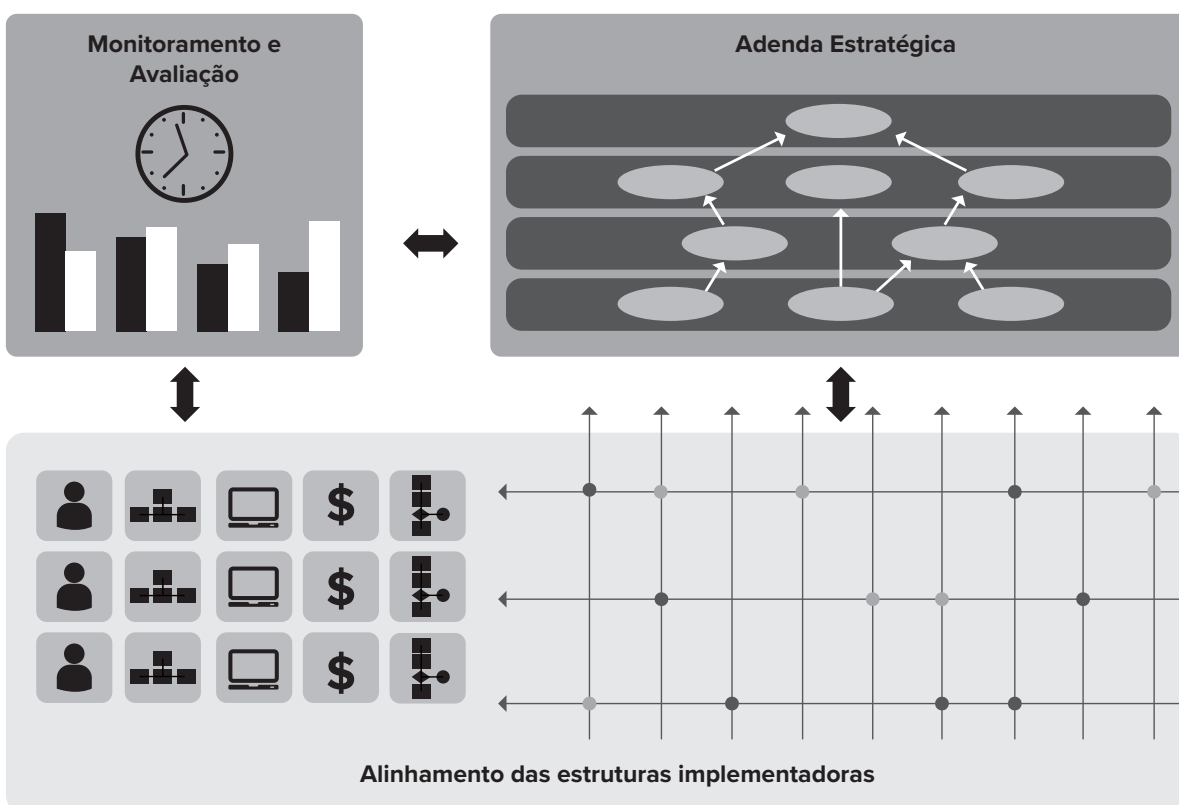 Monitoramento e
Avaliação
Adenda Estratégica
$
$
$
Alinhamento das estruturas implementadoras